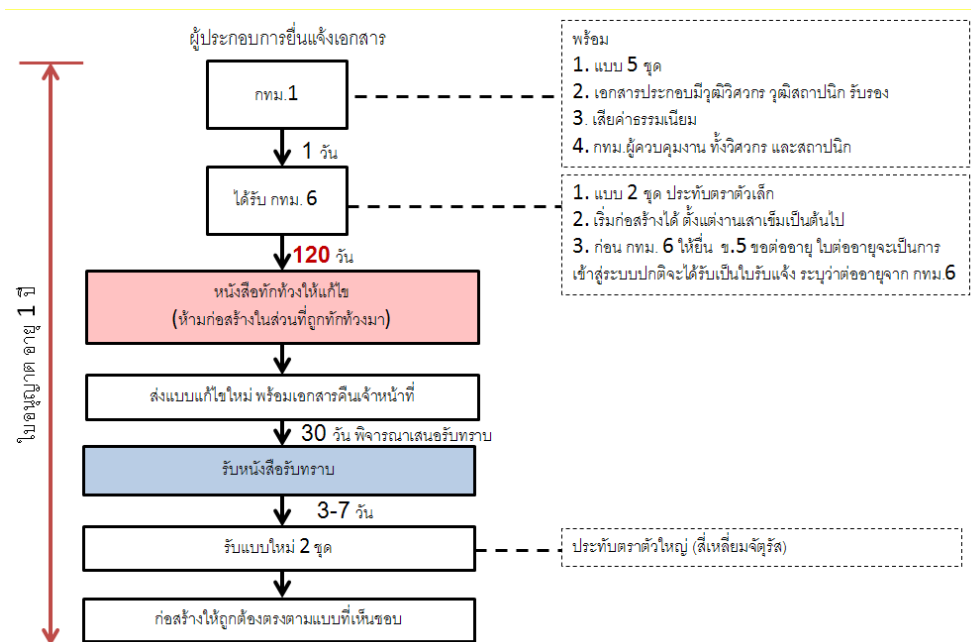 ผู้ประกอบการยื่นแจ้งเอกสาร
กทม.1
พร้อม
1. แบบ 5 ชุด
2. เอกสารประกอบมีวุฒิวิศวกร วุฒิสถาปนิก รับรอง
3. เสียค่าธรรมเนียม
4. กทม.ผู้ควบคุมงาน ทั้งวิศวกร และสถาปนิก
1 วัน
ได้รับ กทม. 6
1. แบบ 2 ชุด ประทับตราตัวเล็ก
2. เริ่มก่อสร้างได้ ตั้งแต่งานเสาเข็มเป็นต้นไป
3. ก่อน กทม. 6 ให้ยื่น ข.5 ขอต่ออายุ ใบต่ออายุจะเป็นการ
เข้าสู่ระบบปกติจะได้รับเป็นใบรับแจ้ง ระบุว่าต่ออายุจาก กทม.6
120 วัน
หนังสือทักท้วงให้แก้ไข
(ห้ามก่อสร้างในส่วนที่ถูกทักท้วงมา)
ส่งแบบแก้ไขใหม่ พร้อมเอกสารคืนเจ้าหน้าที่
30 วัน พิจารณาเสนอรับทราบ
รับหนังสือรับทราบ
3-7 วัน
รับแบบใหม่ 2 ชุด
ประทับตราตัวใหญ่ (สี่เหลี่ยมจัตุรัส)
ก่อสร้างให้ถูกต้องตรงตามแบบที่เห็นชอบ
ใบอนุญาต อายุ 1 ปี